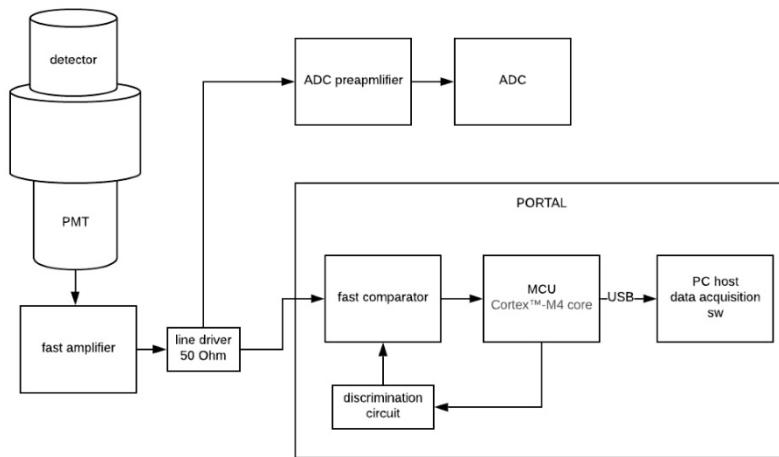 detector
ADC preapmlifier
ADC
PMT
PORTAL
fast amplifier
line driver
50 Ohm
fast comparator
MCU
Cortex™-M4 core
USB
PC host
data acquisition
sw
discrimination
circuit